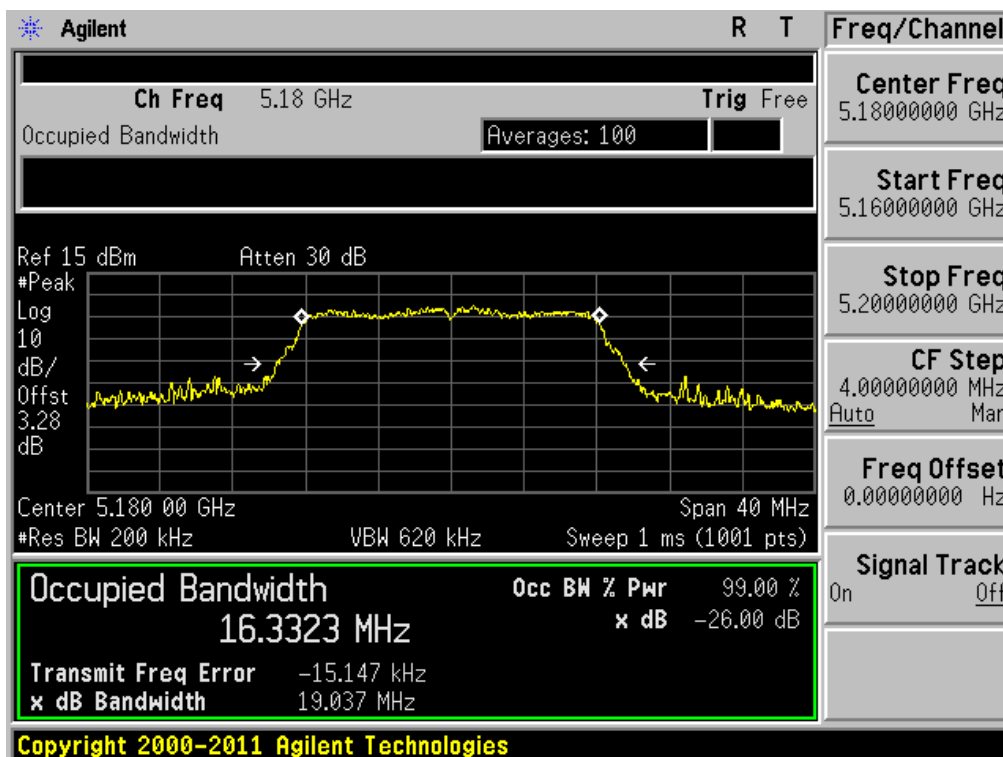 Agilent R T
Ch Freq 5.18 GHz Trig Free
Occupied Bandwidth Averages: 100
Ref 15 dBm Atten 30 dB
#Peak
Log
10
dB/
Offst
3.28
dB
Center 5.180 00 GHz Span 40 MHz
#Res BW 200 kHz VBW 620 kHz Sweep 1 ms (1001 pts)
Occupied Bandwidth Occ BW % Pwr 99.00 %
16.3323 MHz x dB -26.00 dB
Transmit Freq Error -15.147 kHz
x dB Bandwidth 19.037 MHz
Copyright 2000-2011 Agilent Technologies
Freq/Channel
Center Freq
5.18000000 GHz
Start Freq
5.16000000 GHz
Stop Freq
5.20000000 GHz
CF Step
4.00000000 MHz
Auto Man
Freq Offset
0.00000000 Hz
Signal Track
On Off